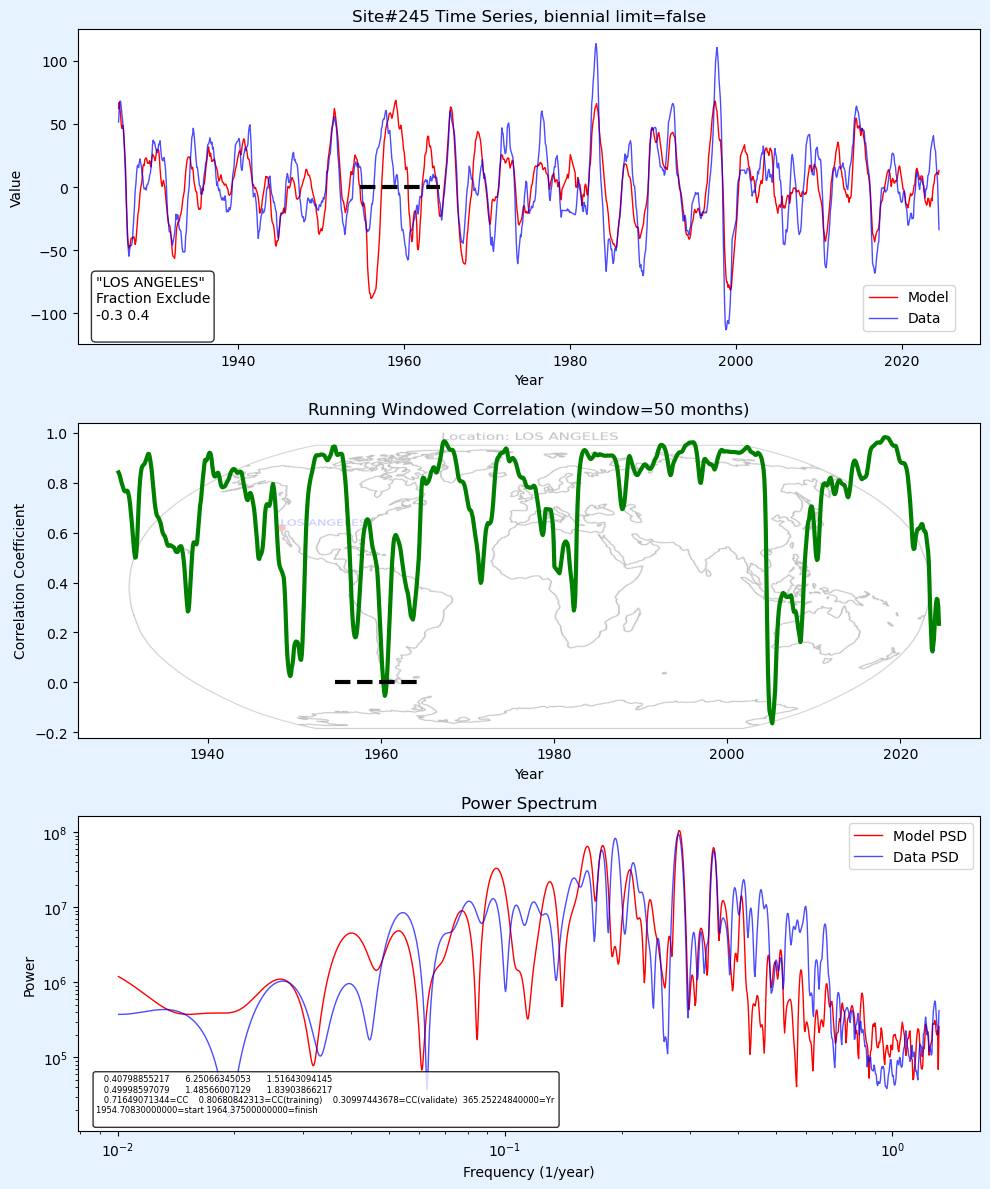 Site#245 Time Series, biennial limit=false
100
50
0
−50
−100
Value
"LOS ANGELES"
Fraction Exclude
-0.3 0.4
Model
Data
1940 1960 1980 2000 2020
Year
Running Windowed Correlation (window=50 months)
Location: LOS ANGELES
LOS ANGELES
1.0
0.8
0.6
0.4
0.2
0.0
−0.2
Correlation Coefficient
1940 1960 1980 2000 2020
Year
Power Spectrum
Model PSD
Data PSD
10^8
10^7
10^6
10^5
Power
0.40798855217 6.25066345053 1.51643094145
0.49998597079 1.48566007129 1.83903866217
0.71649071344=CC 0.80680842313=CC(training) 0.30997443678=CC(validate) 365.25224840000=Yr
1954.70830000000=start 1964.37500000000=finish
10^−2 10^−1 10^0
Frequency (1/year)